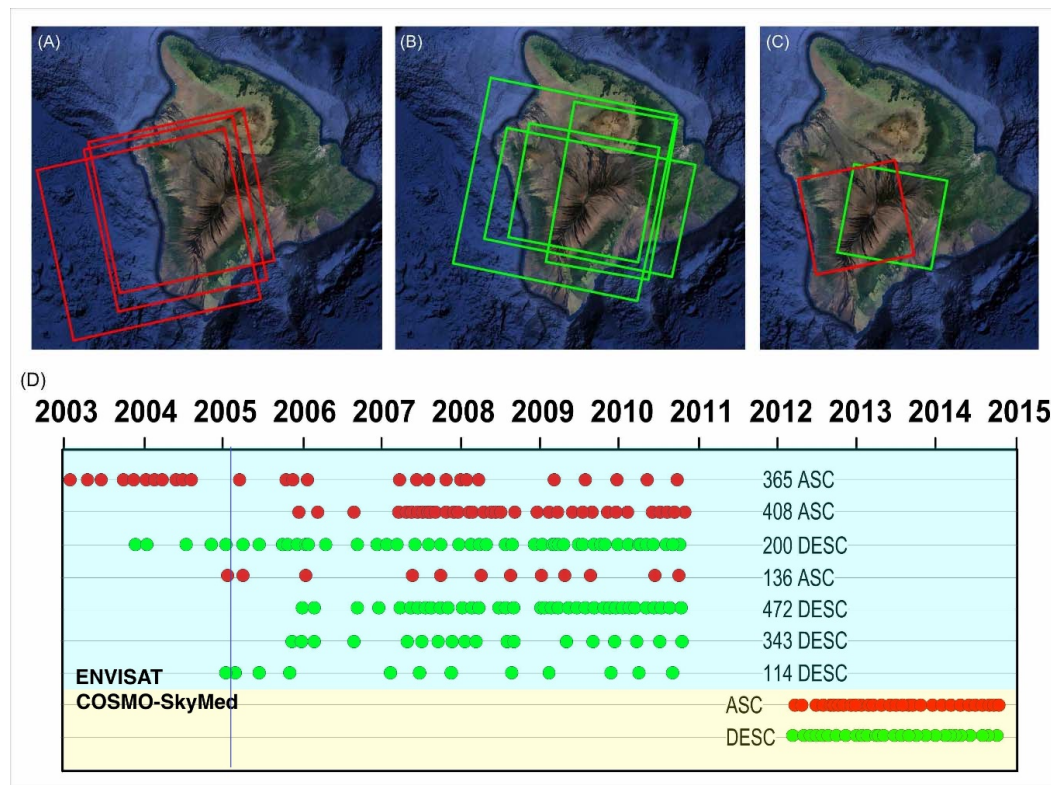 (A)
(B)
(C)
(D)
2003 2004 2005 2006 2007 2008 2009 2010 2011 2012 2013 2014 2015
365 ASC
408 ASC
200 DESC
136 ASC
472 DESC
343 DESC
114 DESC
ENVISAT
COSMO-SkyMed
ASC
DESC